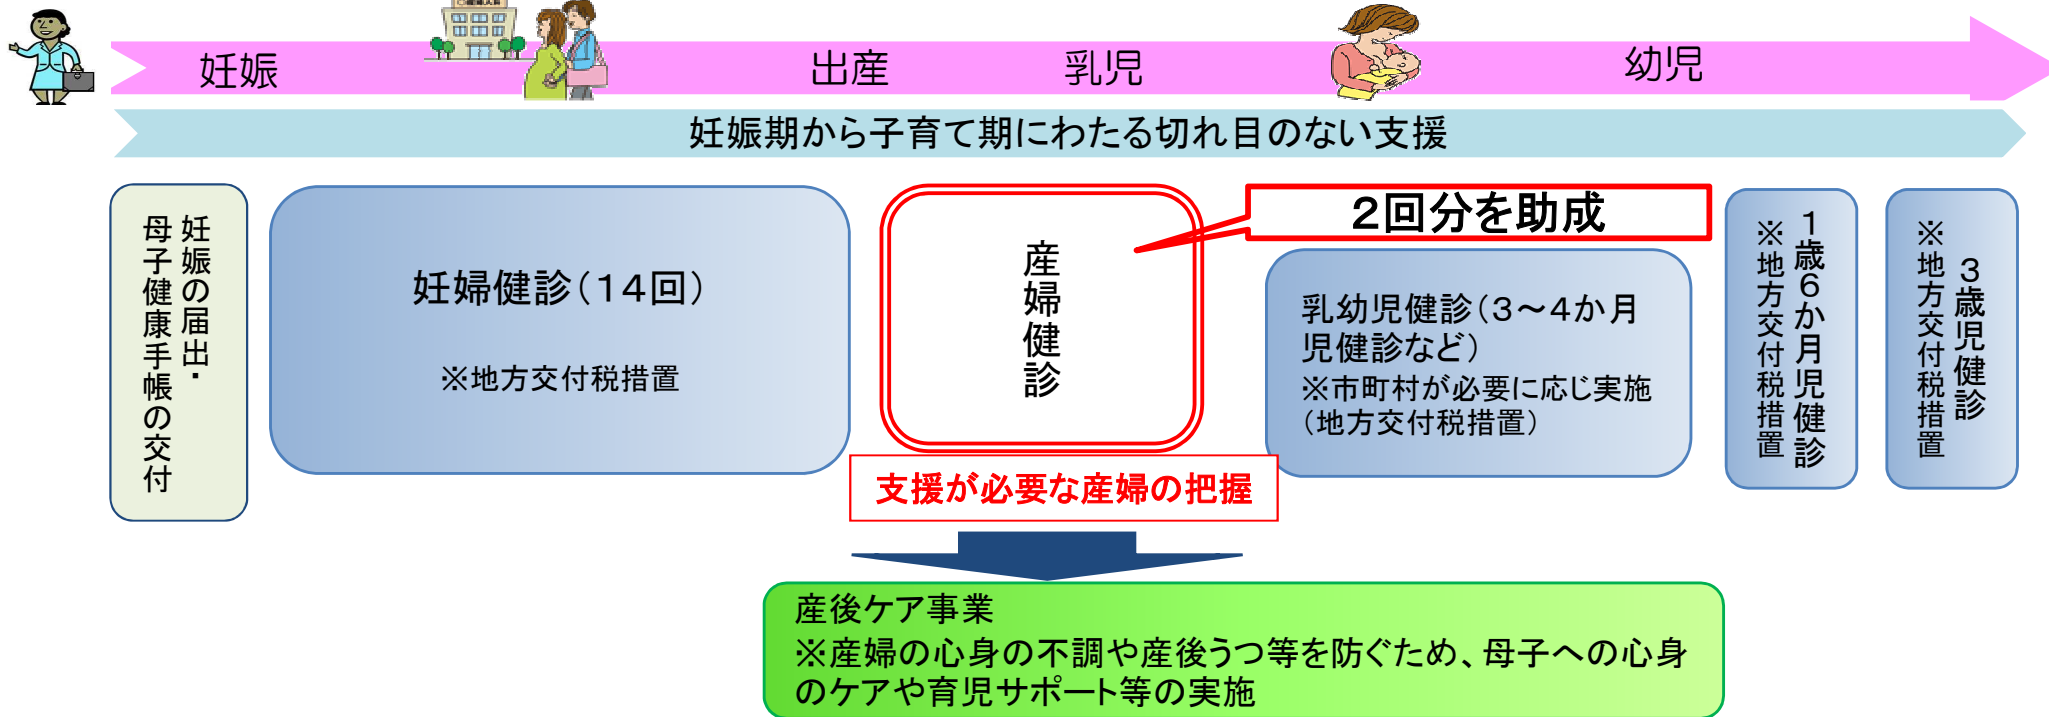 妊娠
出産
乳児
幼児
妊娠期から子育て期にわたる切れ目のない支援
妊娠の届出・
母子健康手帳の交付
妊婦健診（１４回）
※地方交付税措置
産婦健診
２回分を助成
乳幼児健診（３～４か月
児健診など）
※市町村が必要に応じ実施
（地方交付税措置）
１歳６か月児健診
※地方交付税措置
３歳児健診
※地方交付税措置
支援が必要な産婦の把握
産後ケア事業
※産婦の心身の不調や産後うつ等を防ぐため、母子への心身
のケアや育児サポート等の実施